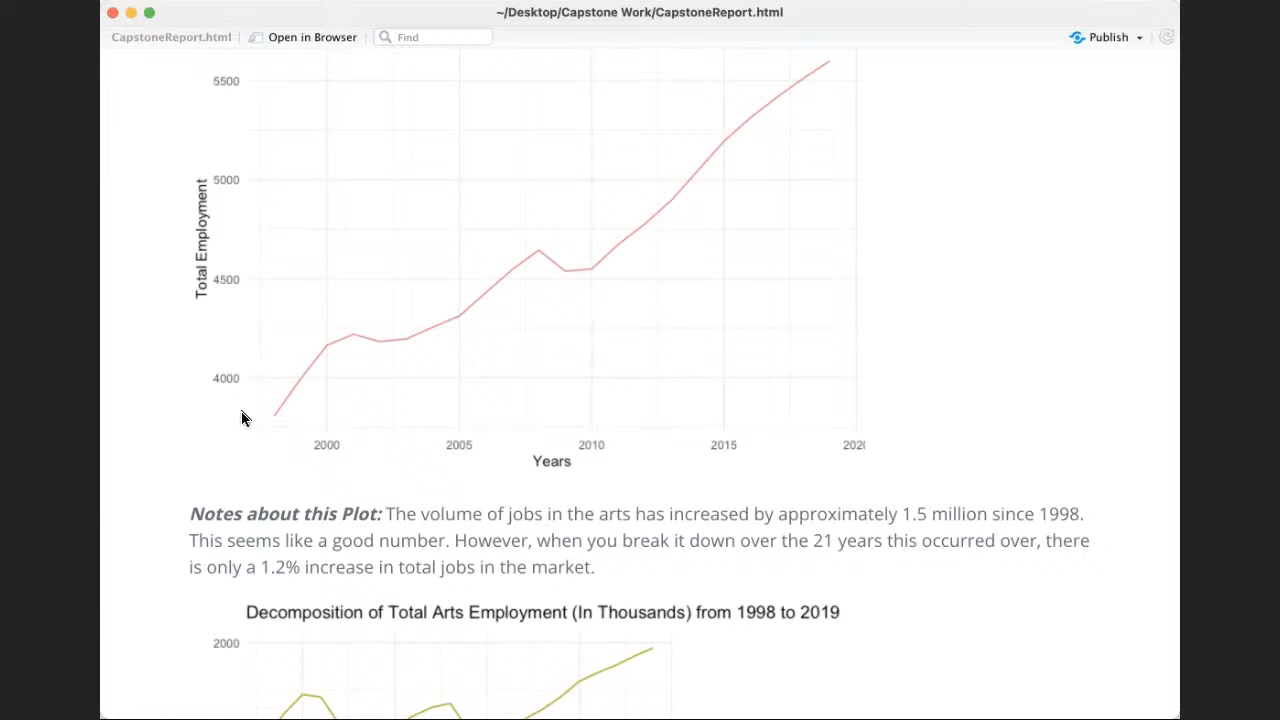 ~/Desktop/Capstone Work/CapstoneReport.html
CapstoneReport.html Open in Browser Find Publish
5500
5000
4500
4000
Total Employment
2000 2005 2010 2015 202
Years
Notes about this Plot: The volume of jobs in the arts has increased by approximately 1.5 million since 1998.
This seems like a good number. However, when you break it down over the 21 years this occurred over, there
is only a 1.2% increase in total jobs in the market.
Decomposition of Total Arts Employment (In Thousands) from 1998 to 2019
2000